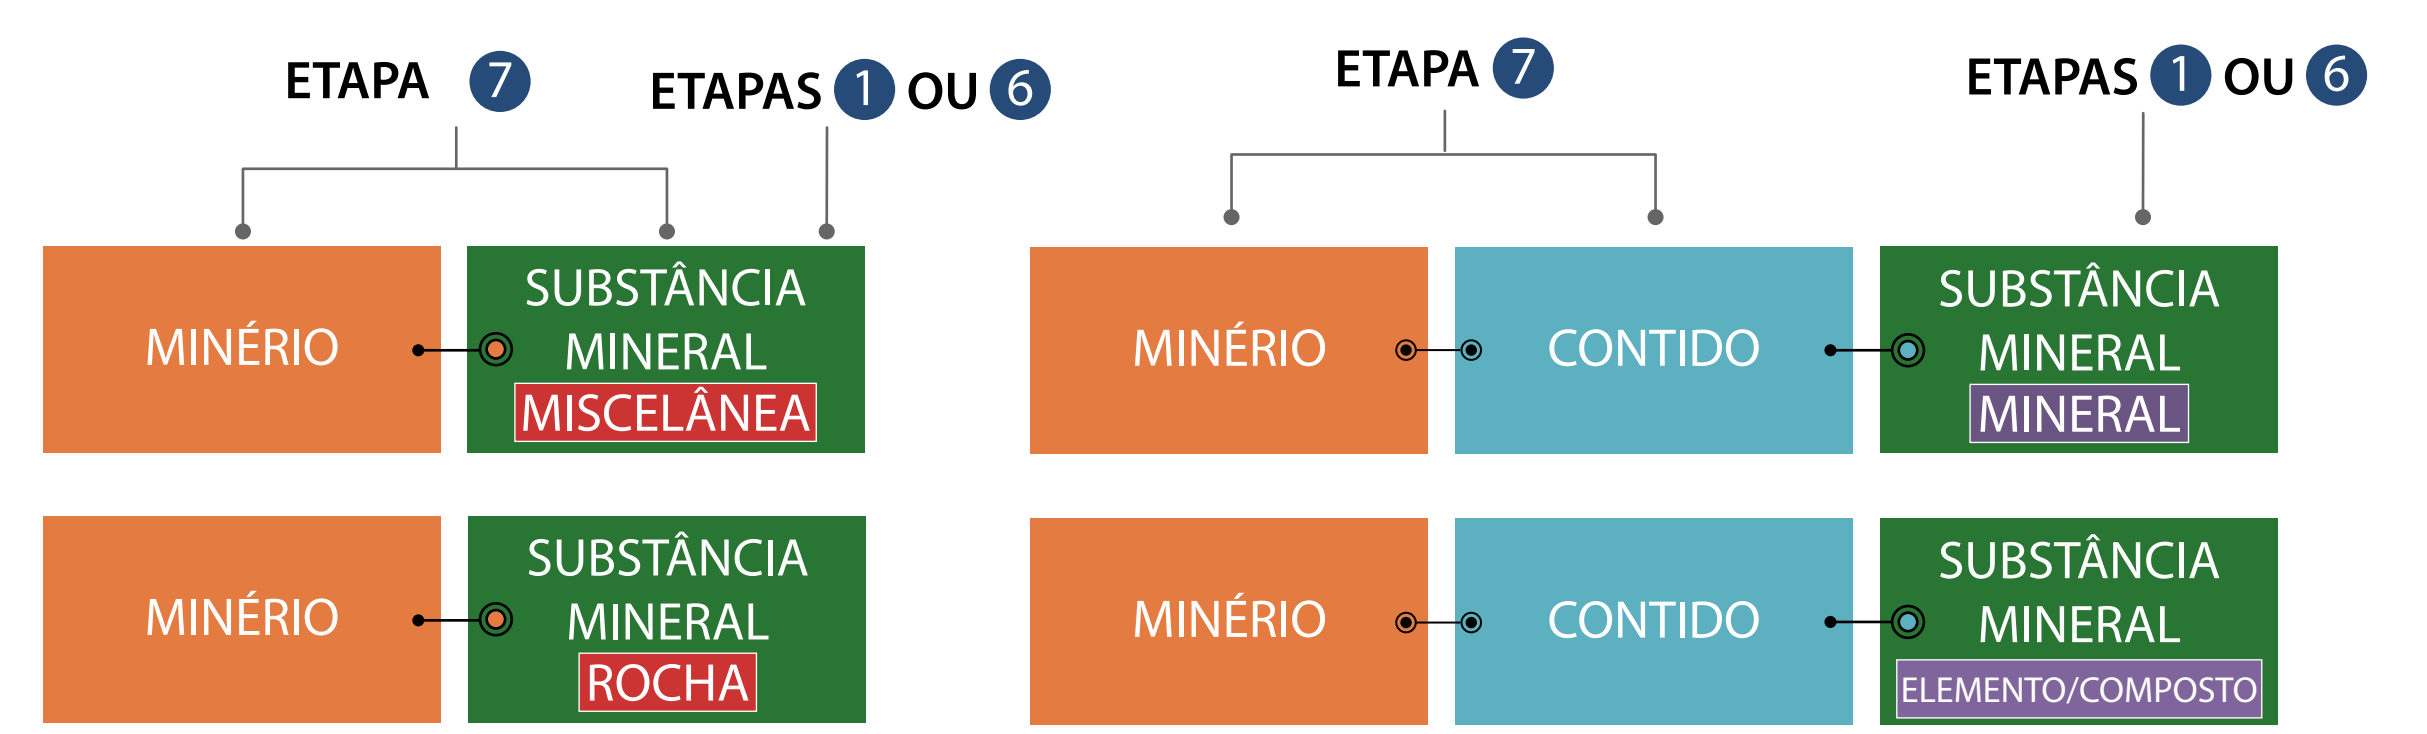 ETAPA 7
ETAPAS 1 OU 6
MINÉRIO
SUBSTÂNCIA
MINERAL
MISCELÂNEA
MINÉRIO
SUBSTÂNCIA
MINERAL
ROCHA
ETAPA 7
ETAPAS 1 OU 6
MINÉRIO
CONTIDO
SUBSTÂNCIA
MINERAL
MINERAL
MINÉRIO
CONTIDO
SUBSTÂNCIA
MINERAL
ELEMENTO/COMPOSTO